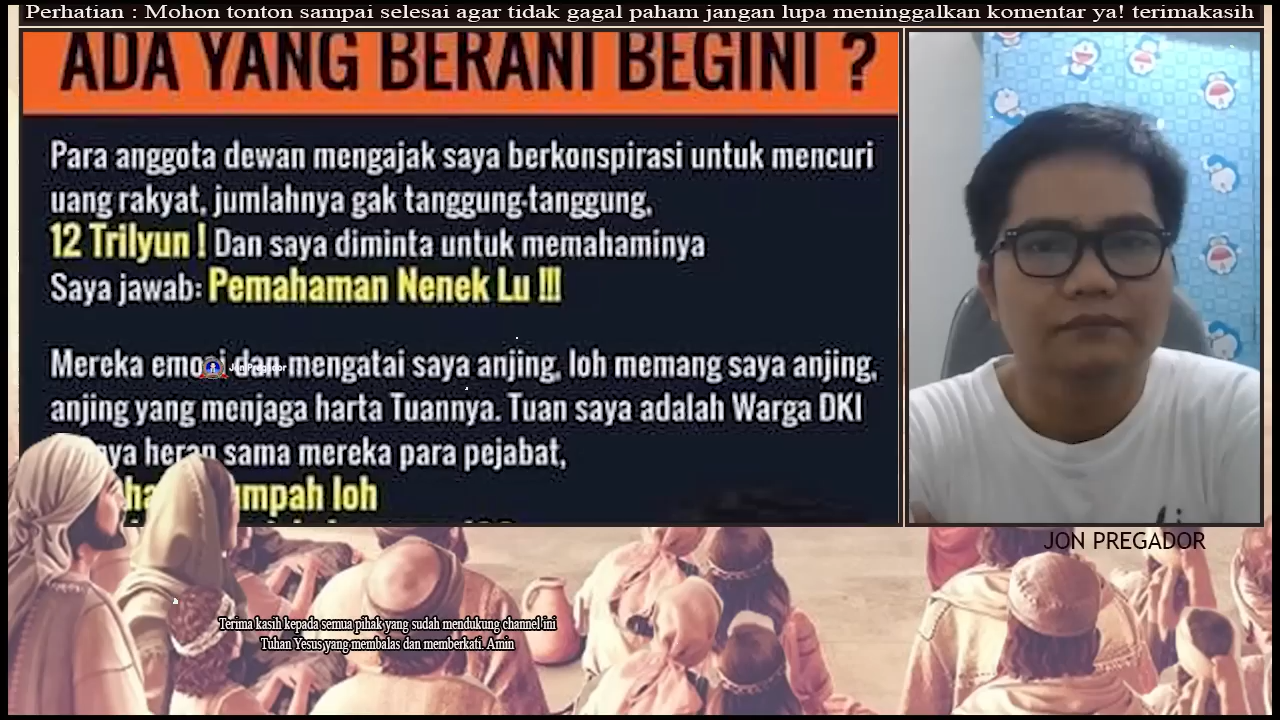 Perhatian : Mohon tonton sampai selesai agar tidak gagal paham jangan lupa meninggalkan komentar ya! terimakasih
ADA YANG BERANI BEGINI ?
Para anggota dewan mengajak saya berkonspirasi untuk mencuri
uang rakyat, jumlahnya gak tanggung-tanggung,
12 Trilyun ! Dan saya diminta untuk memahaminya
Saya jawab: Pemahaman Nenek Lu !!!
Mereka emosi dan mengatai saya anjing, loh memang saya anjing,
Jon Pregador
anjing yang menjaga harta Tuannya. Tuan saya adalah Warga DKI
heran sama mereka para pejabat,
loh
JON PREGADOR
Terima kasih kepada semua pihak yang sudah mendukung channel ini
Tuhan Yesus yang membalas dan memberkati. Amin